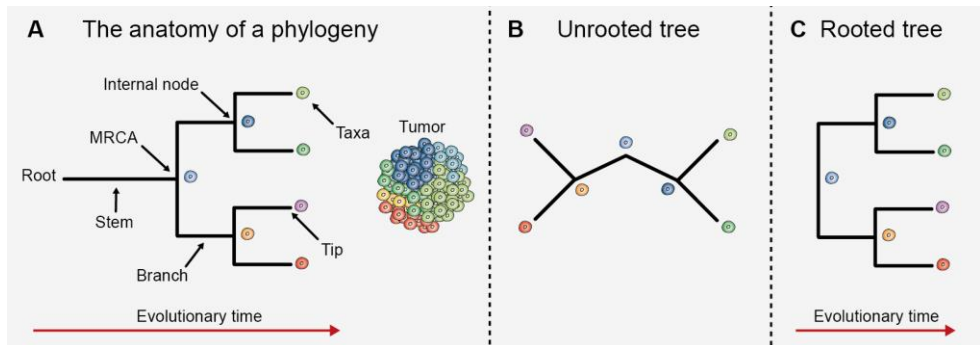 A The anatomy of a phylogeny
Internal node
MRCA
Taxa
Tumor
Root
Stem
Tip
Branch
Evolutionary time
B Unrooted tree
C Rooted tree
Evolutionary time